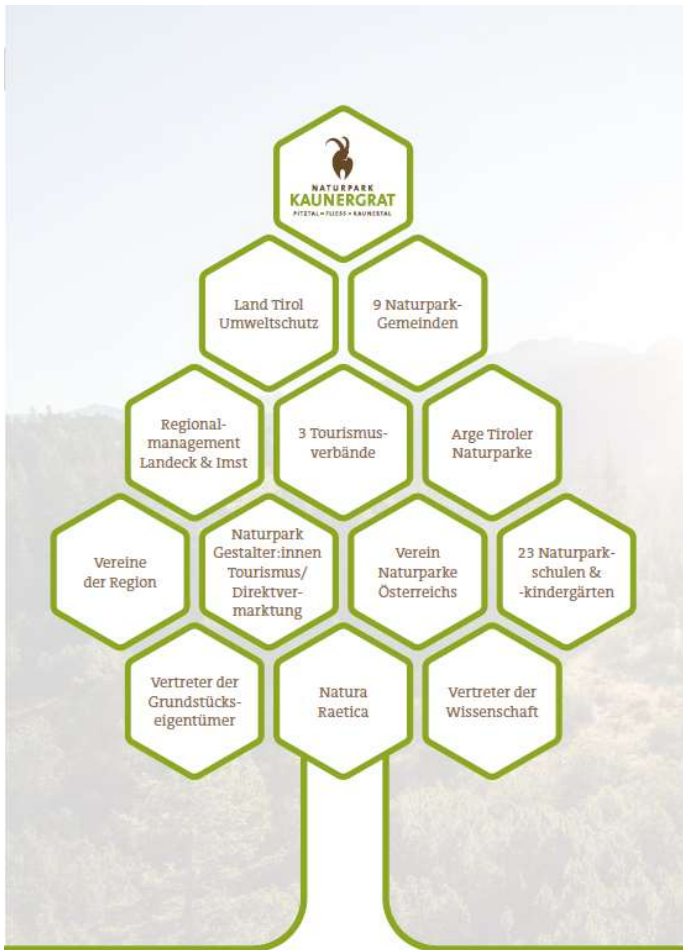 NATURPARK
KAUNERGRAT
PITZTAL • FLIESS • KAUNERTAL
Land Tirol
Umweltschutz
9 Naturpark-
Gemeinden
Regional-
management
Landeck & Imst
3 Tourismus-
verbände
Arge Tiroler
Naturparke
Vereine
der Region
Naturpark
Gestalter:innen
Tourismus/
Direktver-
marktung
Verein
Naturparke
Österreichs
23 Naturpark-
schulen &
-kindergärten
Vertreter der
Grundstücks-
eigentümer
Natura
Raetica
Vertreter der
Wissenschaft